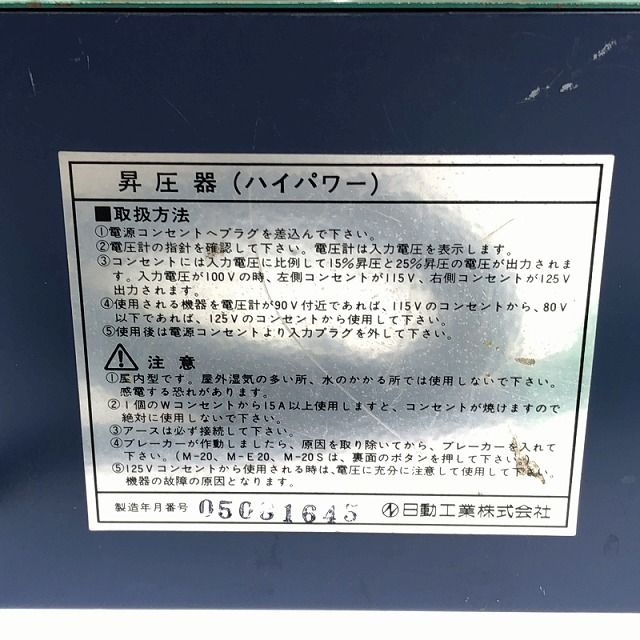 昇圧器(ハイパワー)
■取扱方法
①電源コンセントへプラグを差込んで下さい。
②電圧計の指針を確認して下さい。電圧計は入力電圧を表示します。
③コンセントには入力電圧に比例して15%昇圧と25%昇圧の電圧が出力されま
す。入力電圧が100Vの時、左側コンセントが115V、右側コンセントが125V
出力されます。
④使用される機器を電圧計が90V付近であれば、115Vのコンセントから、80V
以下であれば、125Vのコンセントから使用して下さい。
⑤使用後は電源コンセントより入力プラグを外して下さい。
注意
①屋内型です。屋外湿気の多い所、水のかかる所では使用しないで下さい。
感電する恐れがあります。
②1個のWコンセントから15A以上使用しますと、コンセントが焼けますので
絶対に使用しないで下さい。
③アースは必ず接続して下さい。
④ブレーカーが作動しましたら、原因を取り除いてから、ブレーカーを入れて
下さい。(M-20、M-E20、M-20Sは、裏面のボタンを押して下さい。)
⑤125Vコンセントから使用される時は、電圧に充分に注意して使用して下さい。
機器の故障の原因となります。
製造年月番号 05031645 日動工業株式会社